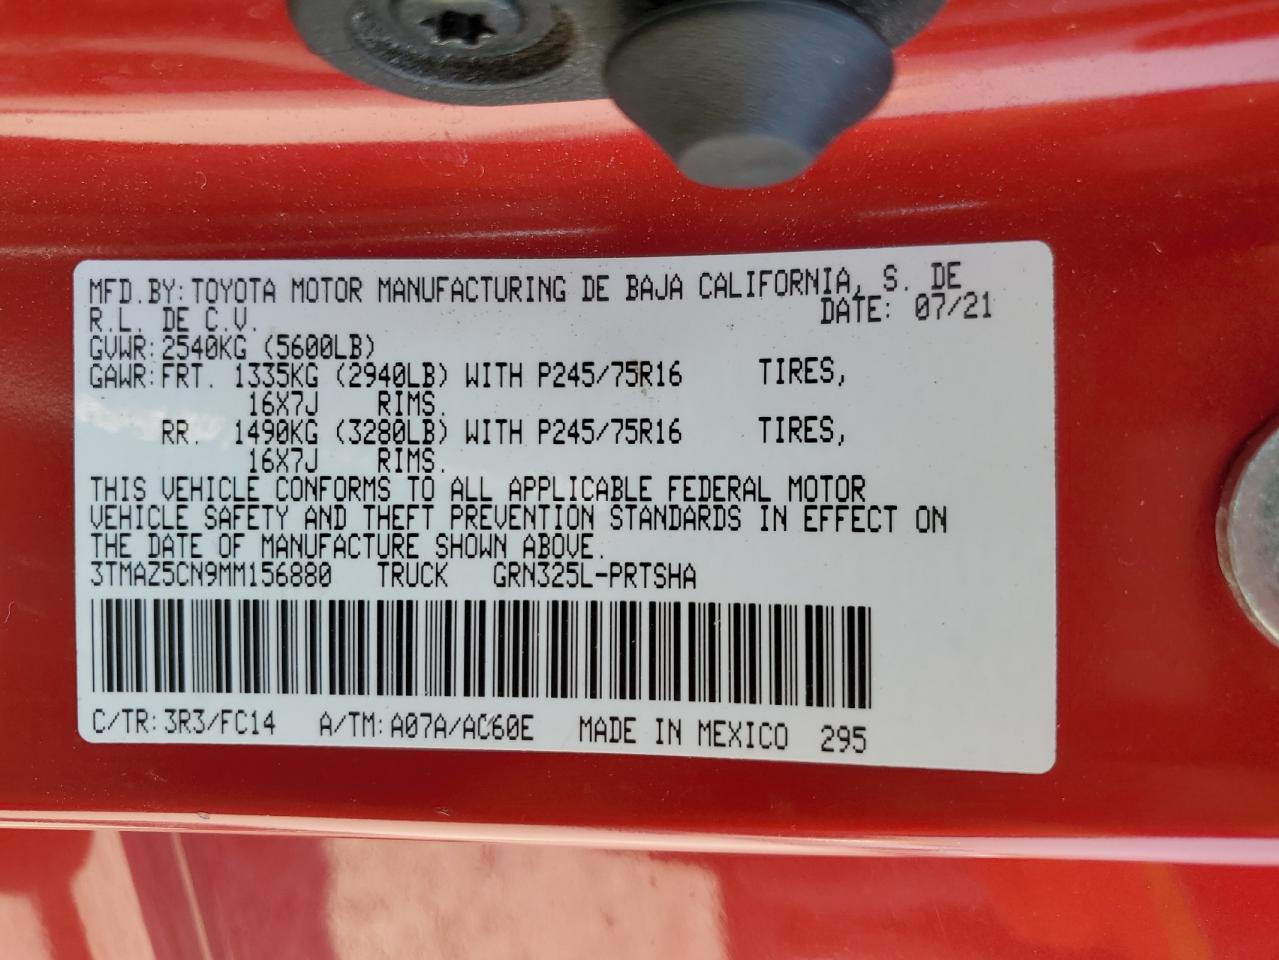 MFD.BY: TOYOTA MOTOR MANUFACTURING DE BAJA CALIFORNIA, S. DE
R.L. DE C.V. DATE: 07/21
GVWR: 2540KG (5600LB)
GAWR: FRT. 1335KG (2940LB) WITH P245/75R16 TIRES,
16X7J RIMS.
RR. 1490KG (3280LB) WITH P245/75R16 TIRES,
16X7J RIMS.
THIS VEHICLE CONFORMS TO ALL APPLICABLE FEDERAL MOTOR
VEHICLE SAFETY AND THEFT PREVENTION STANDARDS IN EFFECT ON
THE DATE OF MANUFACTURE SHOWN ABOVE.
3TMAZ5CN9MM156880 TRUCK GRN325L-PRTSHA
C/TR: 3R3/FC14 A/TM: A07A/AC60E MADE IN MEXICO 295